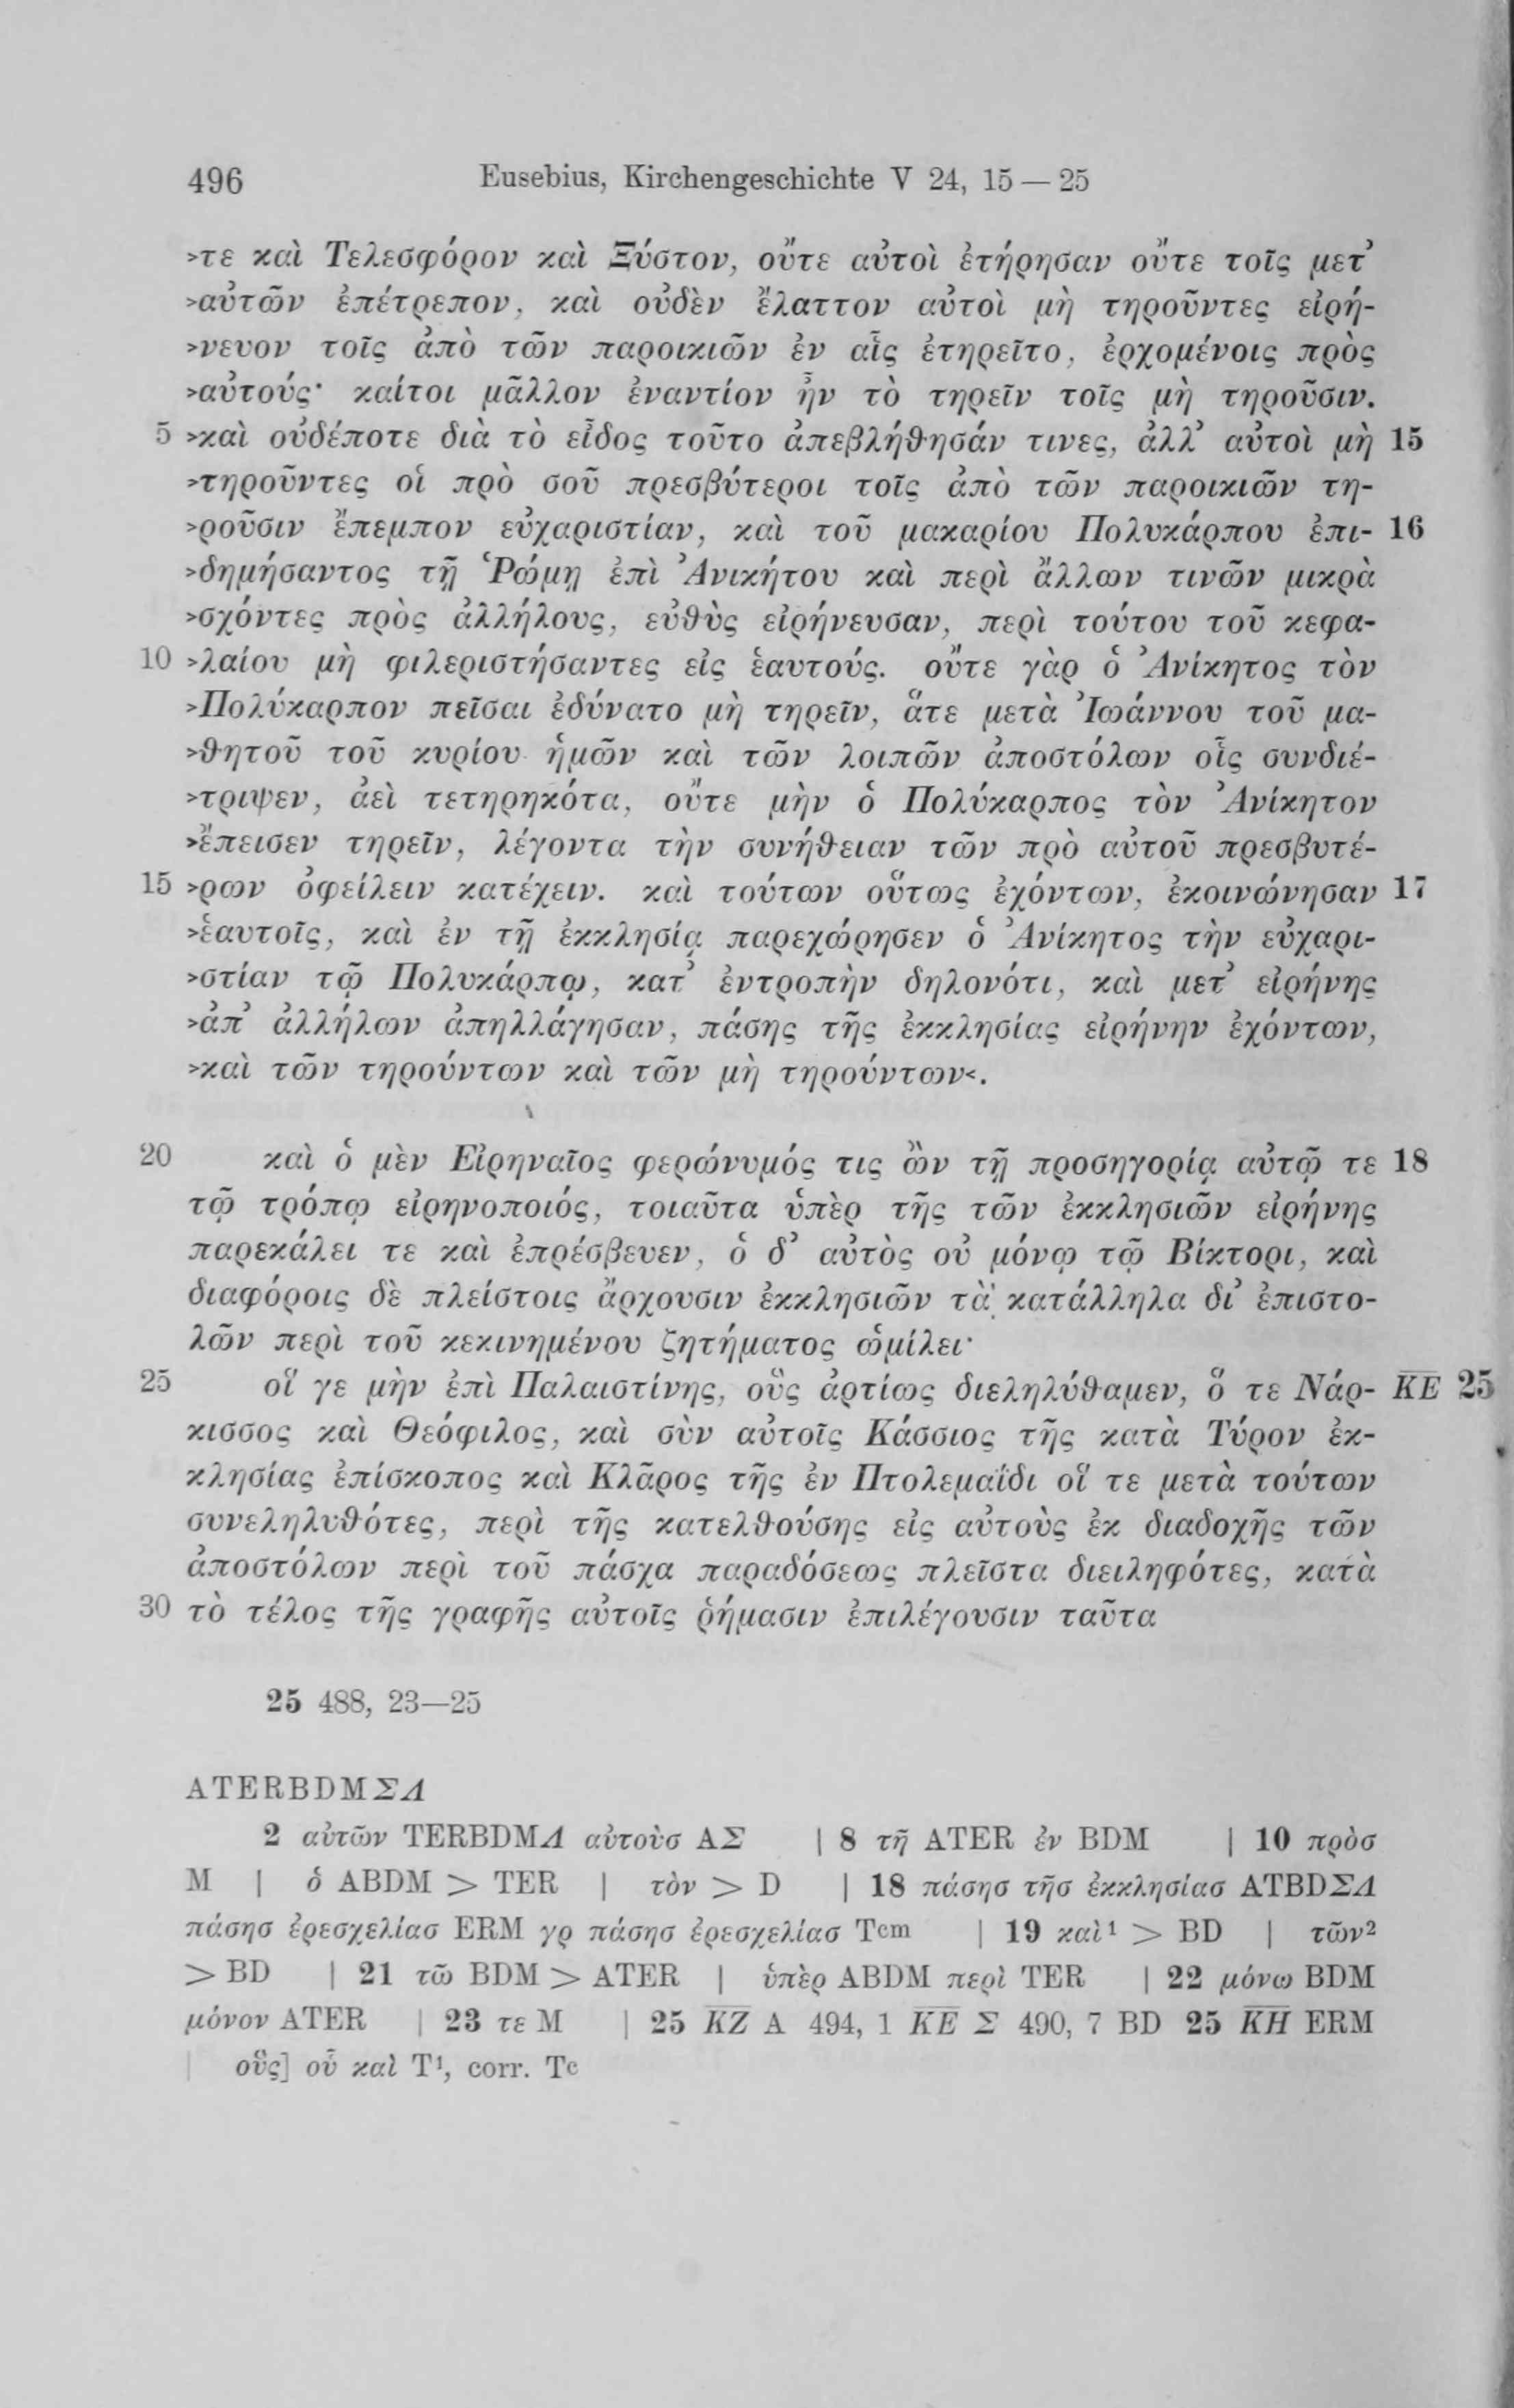 496 Eusebius, Kirchengeschichte V 24, 15 — 25
>τε καὶ Τελεσφόρον καὶ Ξύστον, οὔτε αὐτοὶ ἐτήρησαν οὔτε τοῖς μετ’
>αὐτῶν ἐπέτρεπον, καὶ οὐδὲν ἔλαττον αὐτοὶ μὴ τηροῦντες εἰρή-
>νευον τοῖς ἀπὸ τῶν παροικιῶν ἐν αἷς ἐτηρεῖτο, ἐρχομένοις πρὸς
>αὐτούς· καίτοι μᾶλλον ἐναντίον ἦν τὸ τηρεῖν τοῖς μὴ τηροῦσιν.
5 >καὶ οὐδέποτε διὰ τὸ εἶδος τοῦτο ἀπεβλήθησάν τινες, ἀλλ’ αὐτοὶ μὴ 15
>τηροῦντες οἱ πρὸ σοῦ πρεσβύτεροι τοῖς ἀπὸ τῶν παροικιῶν τη-
>ροῦσιν ἔπεμπον εὐχαριστίαν, καὶ τοῦ μακαρίου Πολυκάρπου ἐπι- 16
>δημήσαντος τῇ Ῥώμῃ ἐπὶ Ἀνικήτου καὶ περὶ ἄλλων τινῶν μικρὰ
>σχόντες πρὸς ἀλλήλους, εὐθὺς εἰρήνευσαν, περὶ τούτου τοῦ κεφα-
10 >λαίου μὴ φιλεριστήσαντες εἰς ἑαυτούς. οὔτε γὰρ ὁ Ἀνίκητος τὸν
>Πολύκαρπον πεῖσαι ἐδύνατο μὴ τηρεῖν, ἅτε μετὰ Ἰωάννου τοῦ μα-
>θητοῦ τοῦ κυρίου ἡμῶν καὶ τῶν λοιπῶν ἀποστόλων οἷς συνδιέ-
>τριψεν, ἀεὶ τετηρηκότα, οὔτε μὴν ὁ Πολύκαρπος τὸν Ἀνίκητον
>ἔπεισεν τηρεῖν, λέγοντα τὴν συνήθειαν τῶν πρὸ αὐτοῦ πρεσβυτέ-
15 >ρων ὀφείλειν κατέχειν. καὶ τούτων οὕτως ἐχόντων, ἐκοινώνησαν 17
>ἑαυτοῖς, καὶ ἐν τῇ ἐκκλησίᾳ παρεχώρησεν ὁ Ἀνίκητος τὴν εὐχαρι-
>στίαν τῷ Πολυκάρπῳ, κατ’ ἐντροπὴν δηλονότι, καὶ μετ’ εἰρήνης
>ἀπ’ ἀλλήλων ἀπηλλάγησαν, πάσης τῆς ἐκκλησίας εἰρήνην ἐχόντων,
>καὶ τῶν τηρούντων καὶ τῶν μὴ τηρούντων<.
20 καὶ ὁ μὲν Εἰρηναῖος φερώνυμός τις ὢν τῇ προσηγορίᾳ αὐτῷ τε 18
τῷ τρόπῳ εἰρηνοποιός, τοιαῦτα ὑπὲρ τῆς τῶν ἐκκλησιῶν εἰρήνης
παρεκάλει τε καὶ ἐπρέσβευεν, ὁ δ’ αὐτὸς οὐ μόνῳ τῷ Βίκτορι, καὶ
διαφόροις δὲ πλείστοις ἄρχουσιν ἐκκλησιῶν τὰ κατάλληλα δι’ ἐπιστο-
λῶν περὶ τοῦ κεκινημένου ζητήματος ὡμίλει·
25 οἵ γε μὴν ἐπὶ Παλαιστίνης, οὓς ἀρτίως διεληλύθαμεν, ὅ τε Νάρ- ΚΕ 25
κισσος καὶ Θεόφιλος, καὶ σὺν αὐτοῖς Κάσσιος τῆς κατὰ Τύρον ἐκ-
κλησίας ἐπίσκοπος καὶ Κλᾶρος τῆς ἐν Πτολεμαΐδι οἵ τε μετὰ τούτων
συνεληλυθότες, περὶ τῆς κατελθούσης εἰς αὐτοὺς ἐκ διαδοχῆς τῶν
ἀποστόλων περὶ τοῦ πάσχα παραδόσεως πλεῖστα διειληφότες, κατὰ
30 τὸ τέλος τῆς γραφῆς αὐτοῖς ῥήμασιν ἐπιλέγουσιν ταῦτα
25 488, 23—25
ATERBDMΣΛ
2 αὐτῶν TERBDMΛ αὐτοὺσ ΑΣ | 8 τῆ ATER ἐν BDM | 10 πρὸσ
M | ὁ ABDM > TER | τὸν > D | 18 πάσησ τῆσ ἐκκλησίασ ATBDΣΛ
πάσησ ἐρεσχελίασ ERM γρ πάσησ ἐρεσχελίασ Tcm | 19 καὶ¹ > BD | τῶν²
> BD | 21 τῶ BDM > ATER | ὑπὲρ ABDM περὶ TER | 22 μόνω BDM
μόνον ATER | 23 τε M | 25 ΚΖ A 494, 1 ΚΕ Σ 490, 7 BD 25 ΚΗ ERM
| οὓς] οὗ καὶ T¹, corr. Tc